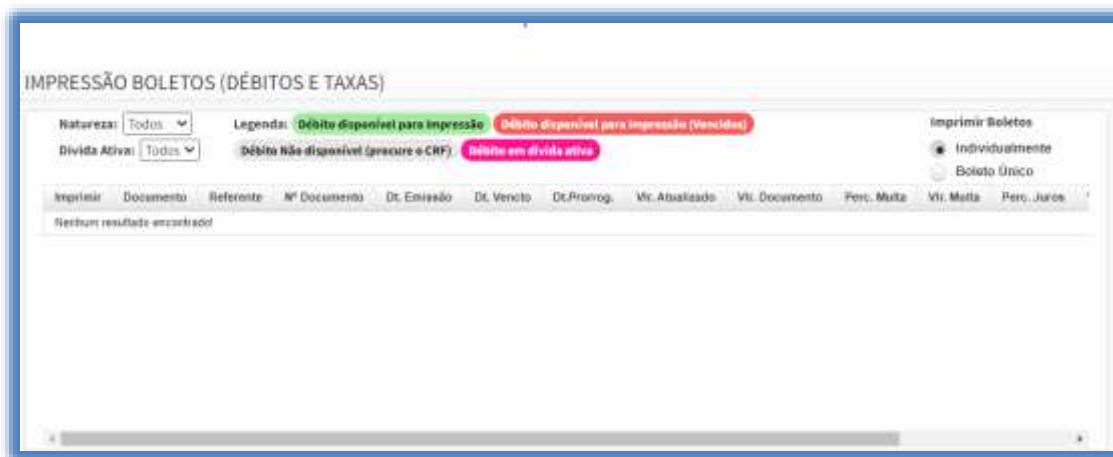 IMPRESSÃO BOLETOS (DÉBITOS E TAXAS)
Natureza: Todos Legenda: Débito disponível para impressão Débito disponível para impressão (Vencidos) Imprimir Boletos
Divida Ativa: Todos Débito Não disponível (procure o CRF) Débito em divida ativa Individualmente
Boleto Único
Imprimir Documento Referente Nº Documento Dt. Emissão Dt. Vencto Dt.Prorrog. Vlr. Atualizado Vlr. Documento Perc. Multa Vlr. Multa Perc. Juros
Nenhum resultado encontrado!